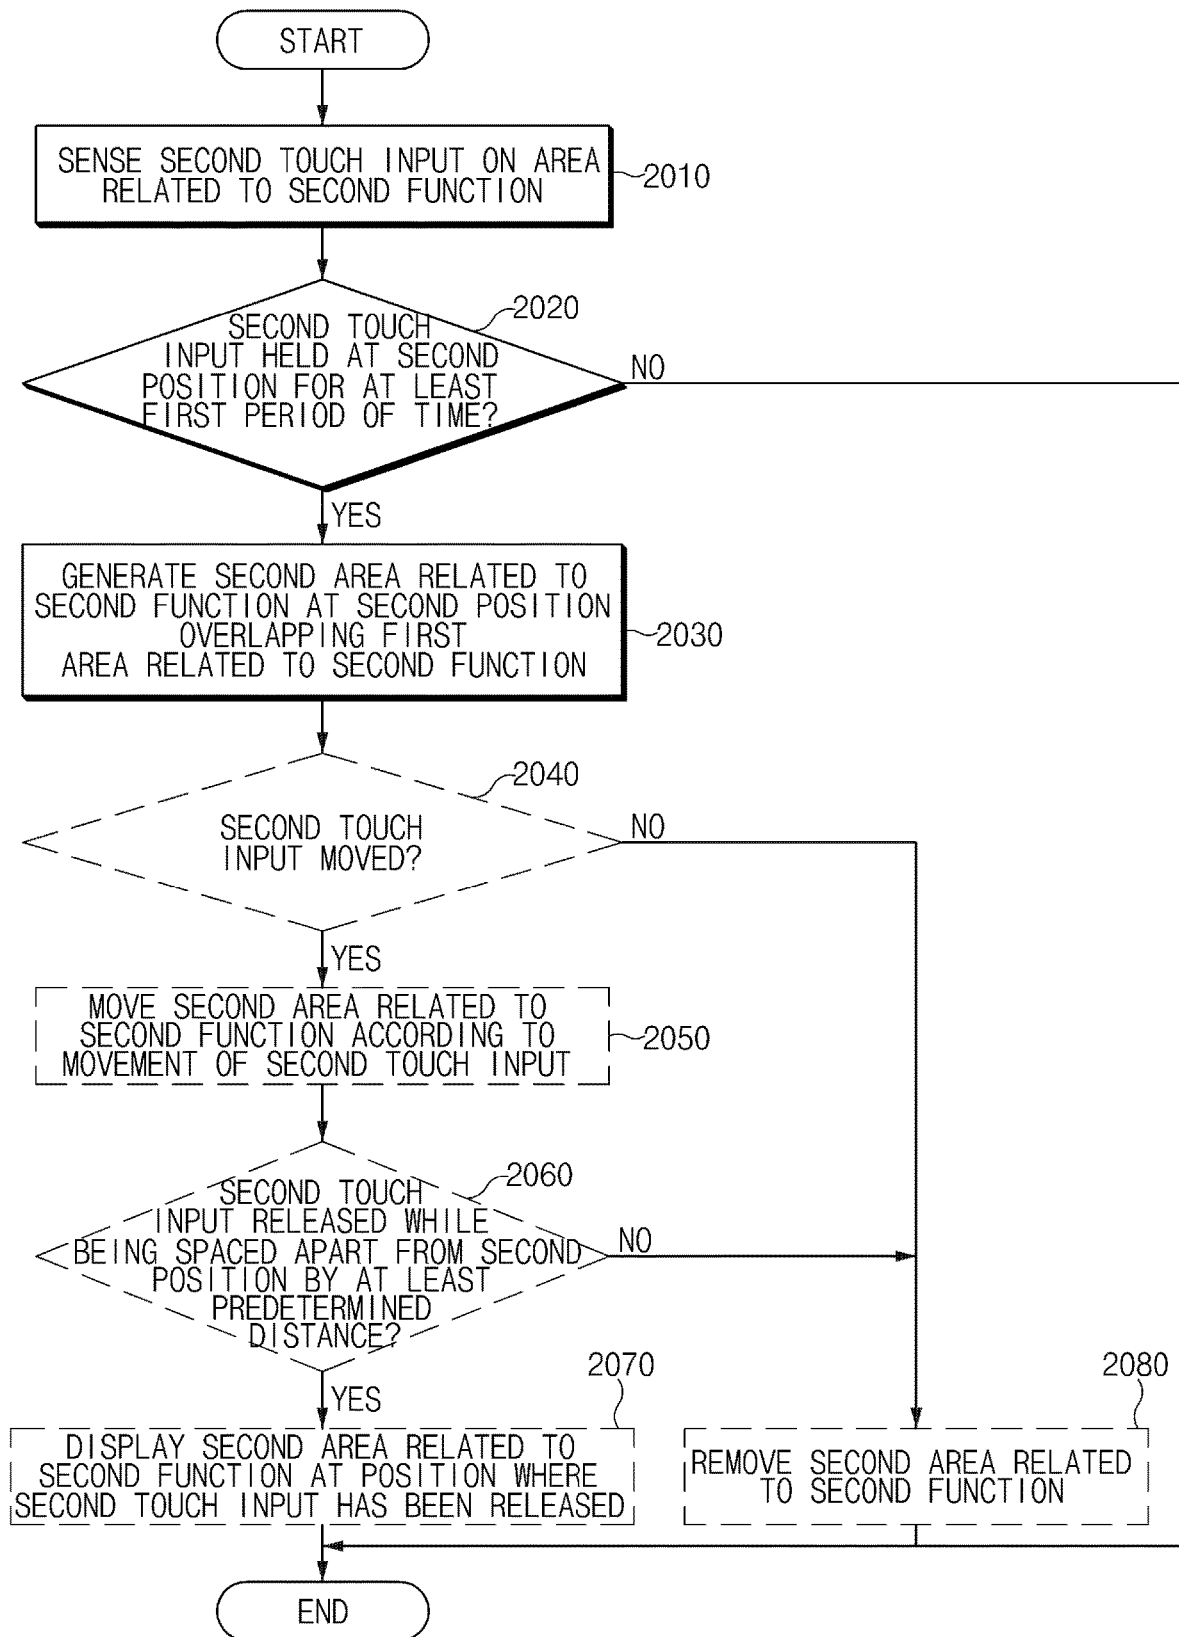 START
SENSE SECOND TOUCH INPUT ON AREA
RELATED TO SECOND FUNCTION
2010
2020
SECOND TOUCH
INPUT HELD AT SECOND
POSITION FOR AT LEAST
FIRST PERIOD OF TIME?
NO
YES
GENERATE SECOND AREA RELATED TO
SECOND FUNCTION AT SECOND POSITION
OVERLAPPING FIRST
AREA RELATED TO SECOND FUNCTION
2030
2040
SECOND TOUCH
INPUT MOVED?
NO
YES
MOVE SECOND AREA RELATED TO
SECOND FUNCTION ACCORDING TO
MOVEMENT OF SECOND TOUCH INPUT
2050
2060
SECOND TOUCH
INPUT RELEASED WHILE
BEING SPACED APART FROM SECOND
POSITION BY AT LEAST
PREDETERMINED
DISTANCE?
NO
YES
2070
DISPLAY SECOND AREA RELATED TO
SECOND FUNCTION AT POSITION WHERE
SECOND TOUCH INPUT HAS BEEN RELEASED
2080
REMOVE SECOND AREA RELATED
TO SECOND FUNCTION
END